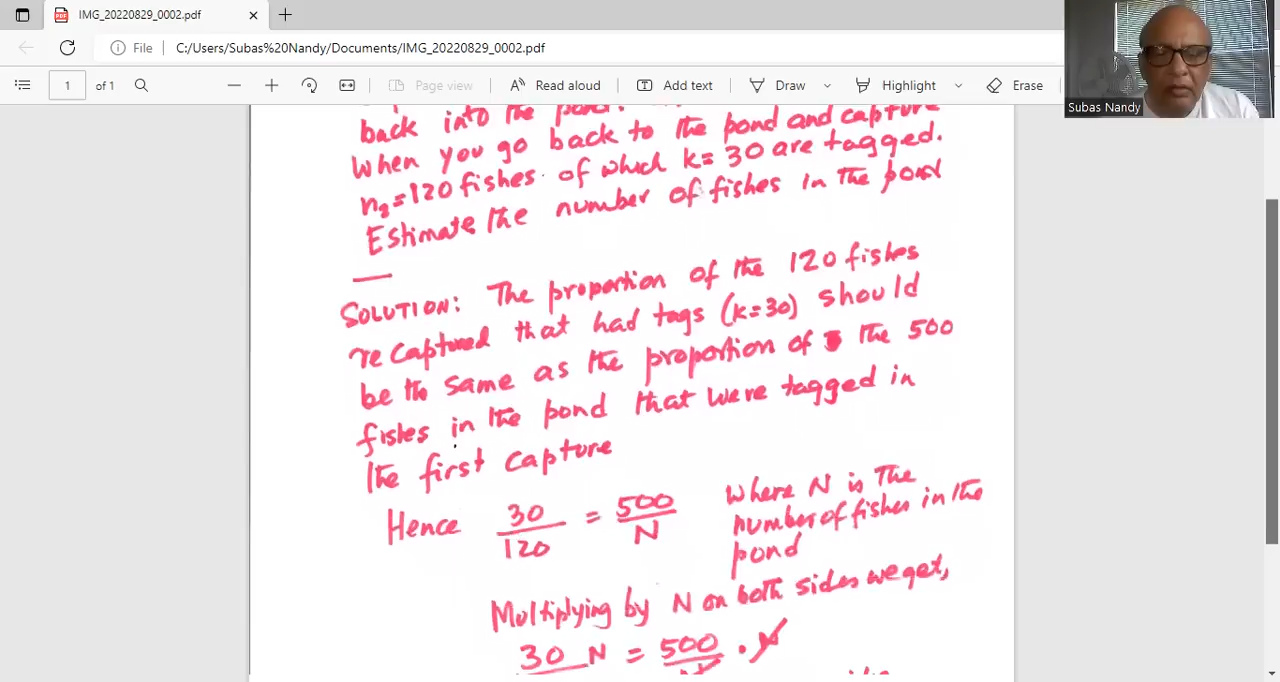 IMG_20220829_0002.pdf
File C:/Users/Subas%20Nandy/Documents/IMG_20220829_0002.pdf
1 of 1 Page view Read aloud Add text Draw Highlight Erase
Subas Nandy
back into the pond.
When you go back to the pond and capture
n2=120 fishes of which k=30 are tagged.
Estimate the number of fishes in the pond
SOLUTION: The proportion of the 120 fishes
recaptured that had tags (k=30) should
be the same as the proportion of the 500
fishes in the pond that were tagged in
the first capture
Hence 30/120 = 500/N where N is the
number of fishes in the
pond
Multiplying by N on both sides we get,
30 N = 500 . N